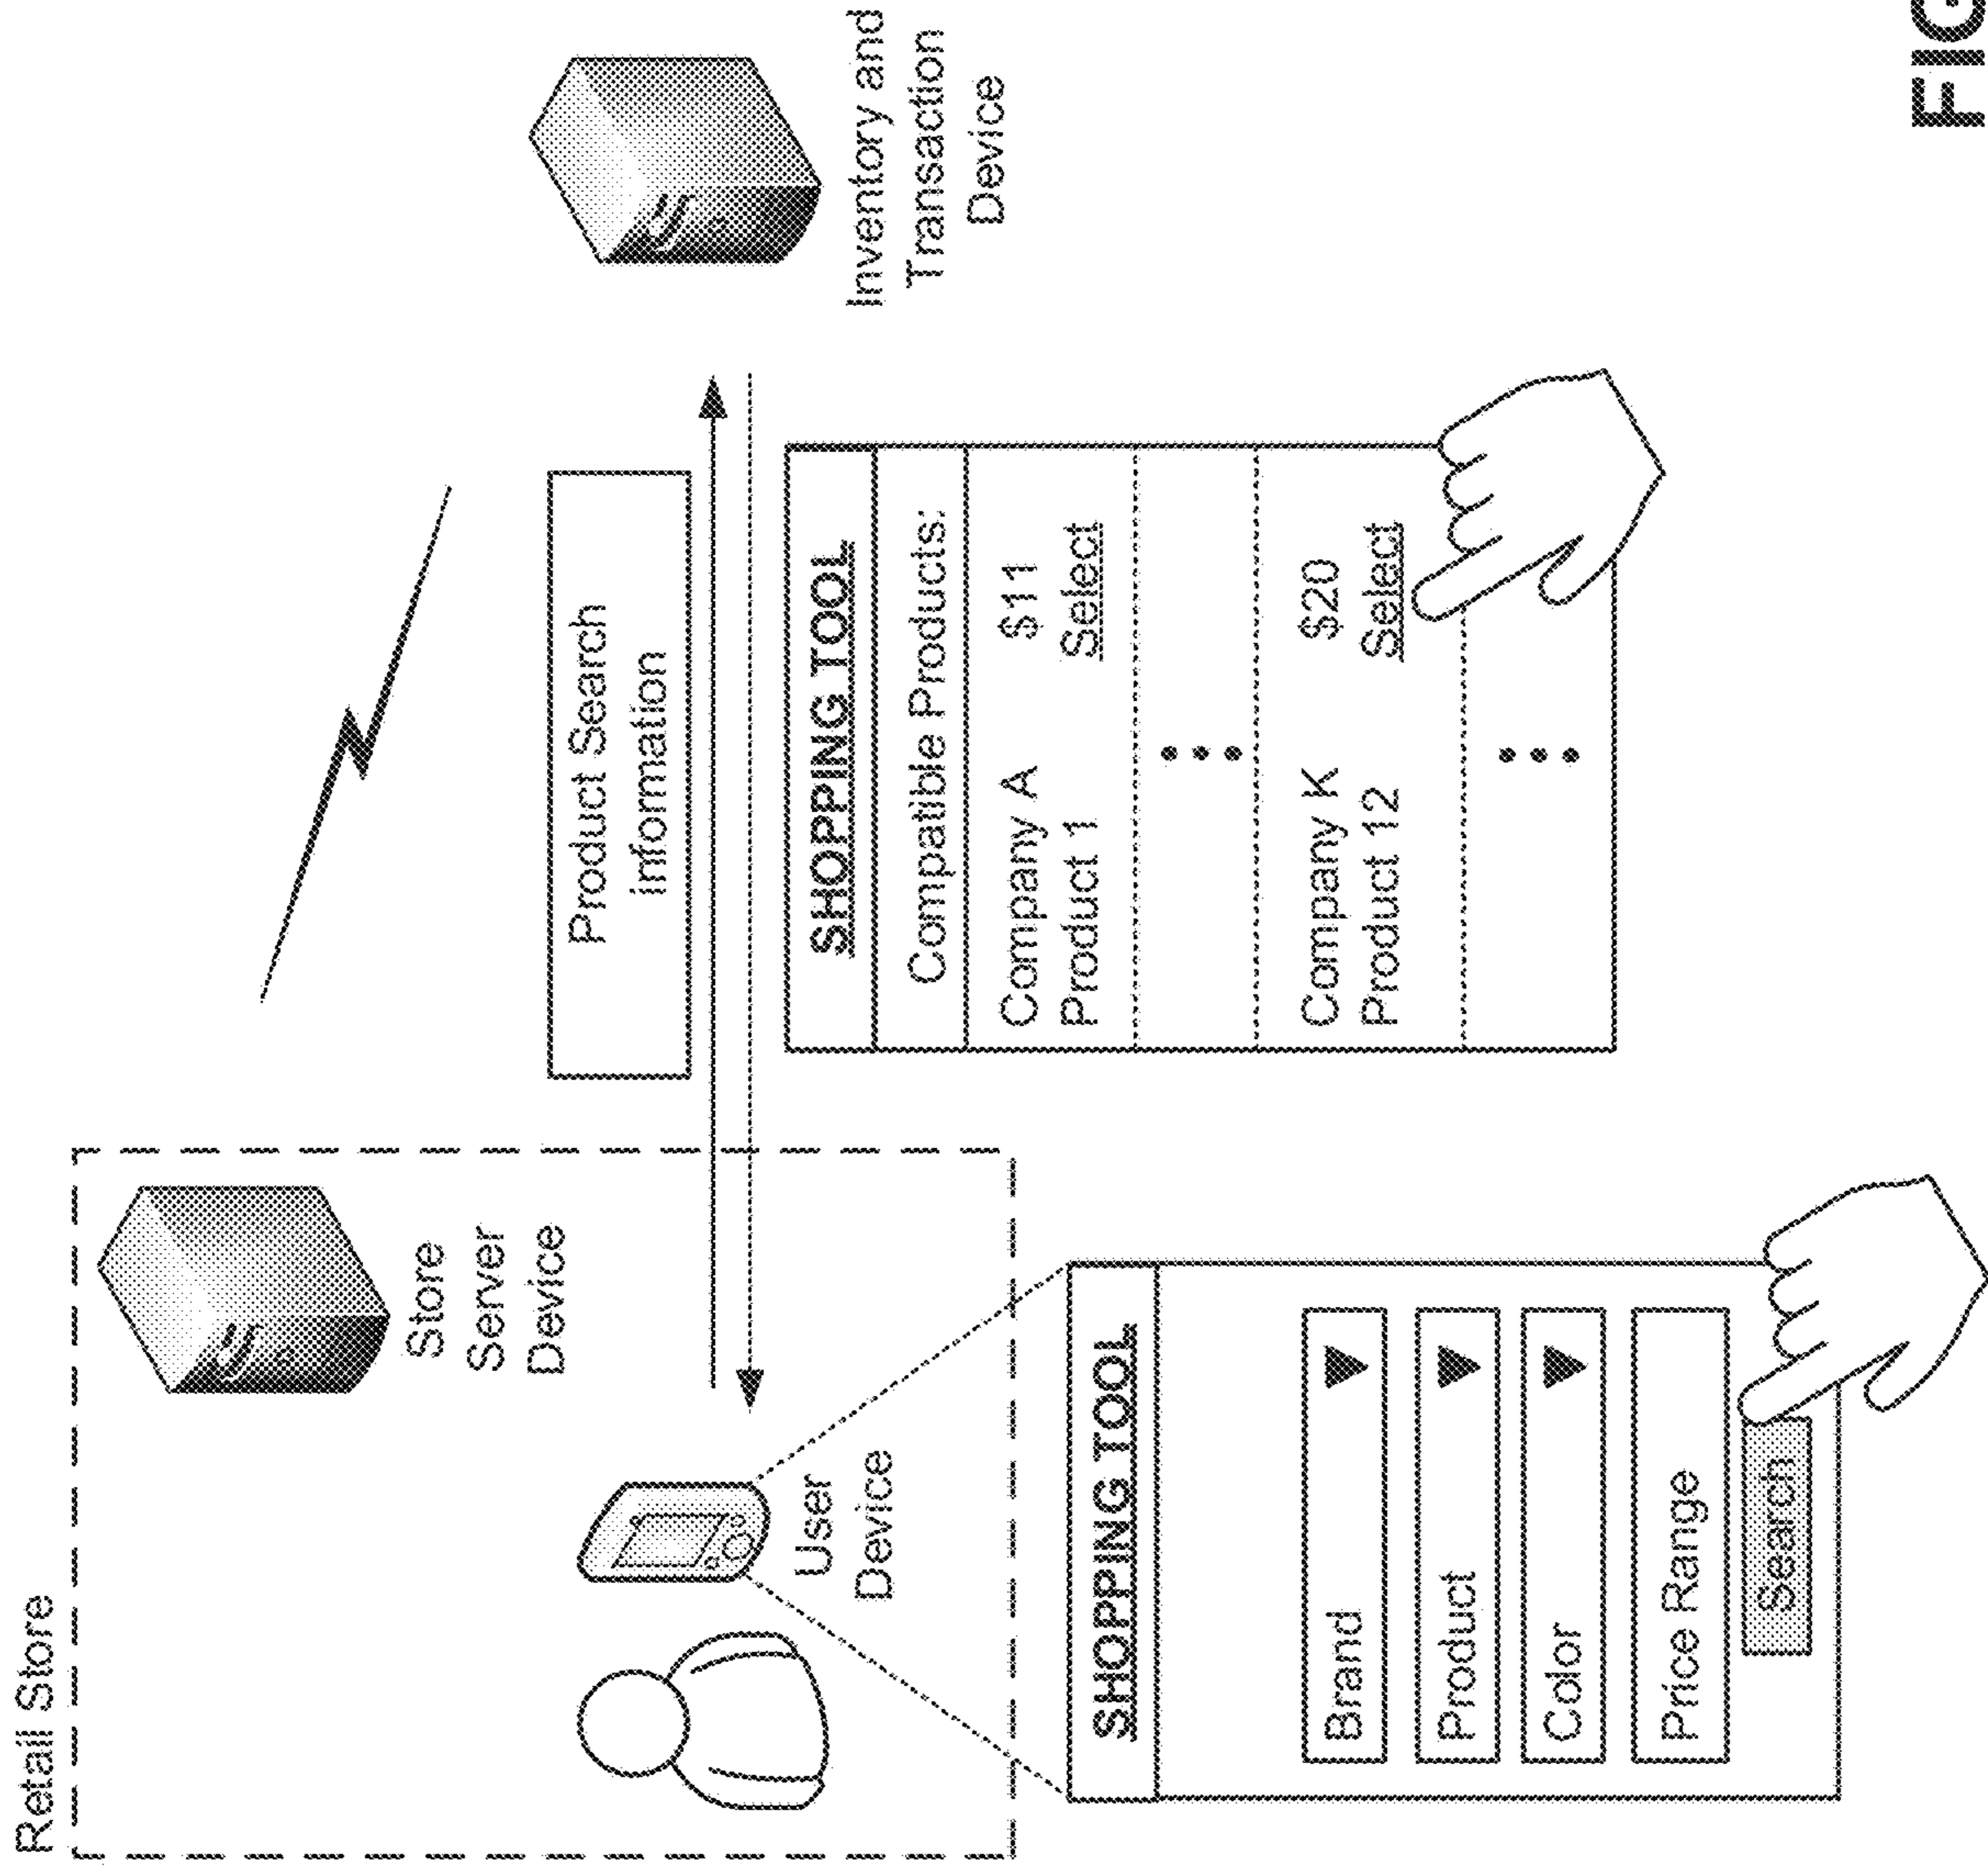 Retail Store
Store
Server
Device
User
Device
SHOPPING TOOL
Brand
Product
Color
Price Range
Search
Product Search
information
SHOPPING TOOL
Compatible Products:
Company A $11
Product 1 Select
Company K $20
Product 12 Select
Inventory and
Transaction
Device
FIG